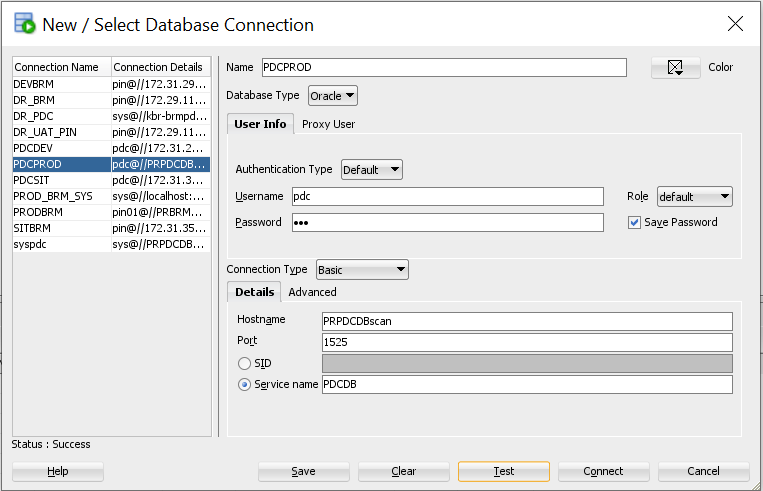 New / Select Database Connection
Connection Name Connection Details
DEVBRM pin@//172.31.29...
DR_BRM pin@//172.29.11...
DR_PDC sys@//kbr-brmpd...
DR_UAT_PIN pin@//172.29.11...
PDCDEV pdc@//172.31.2...
PDCPROD pdc@//PRPDCDB...
PDCSIT pdc@//172.31.3...
PROD_BRM_SYS sys@//localhost:...
PRODBRM pin01@//PRBRM...
SITBRM pin@//172.31.35...
syspdc sys@//PRPDCDB...
Name PDCPROD Color
Database Type Oracle
User Info Proxy User
Authentication Type Default
Username pdc Role default
Password ••• Save Password
Connection Type Basic
Details Advanced
Hostname PRPDCDBscan
Port 1525
SID
Service name PDCDB
Status : Success
Help Save Clear Test Connect Cancel